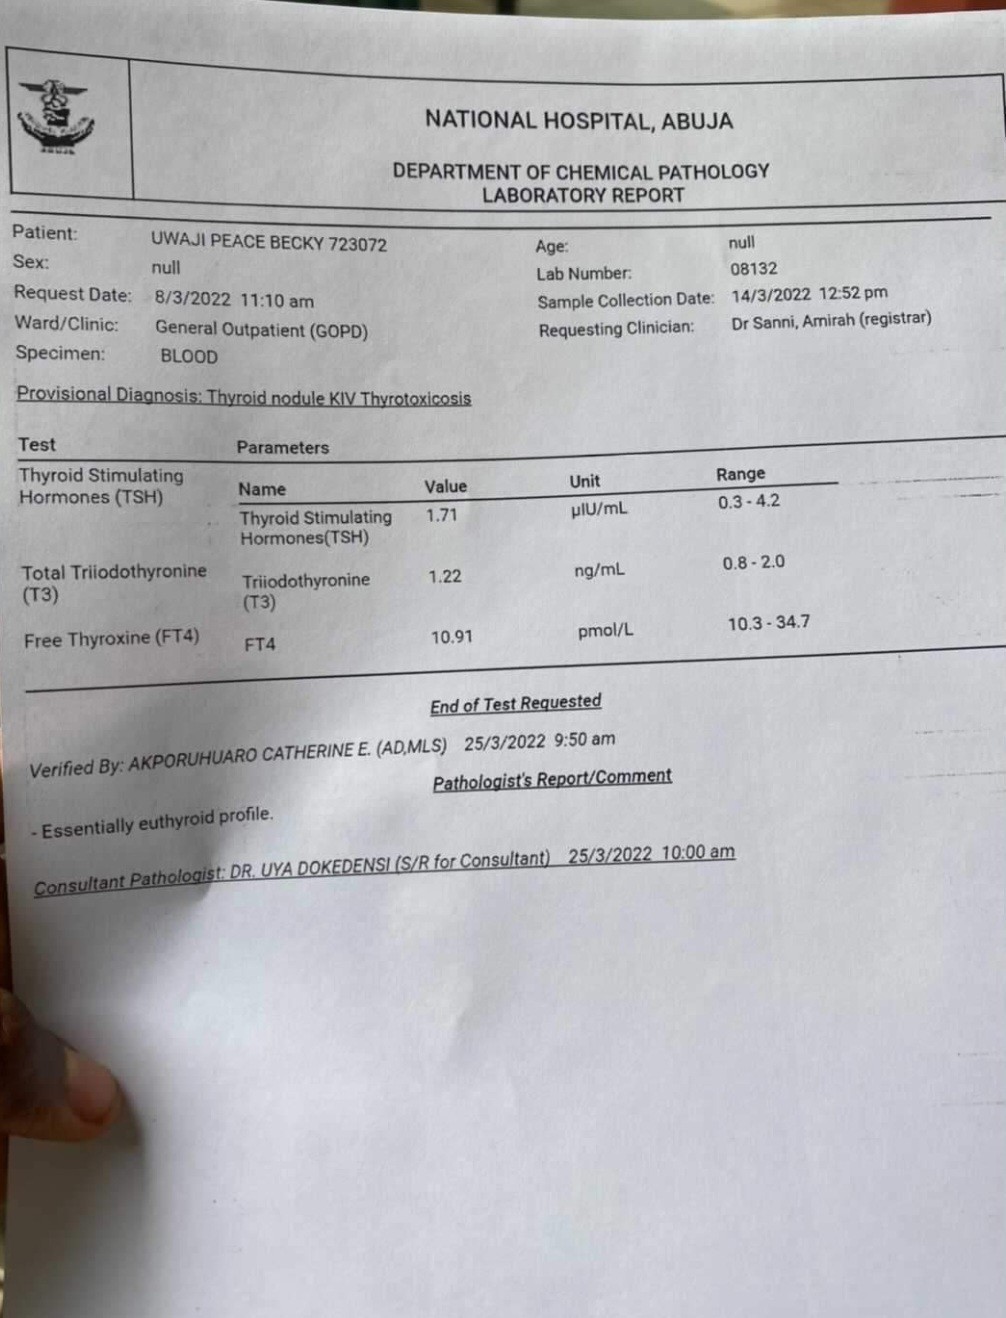 ABUJA
NATIONAL HOSPITAL, ABUJA
DEPARTMENT OF CHEMICAL PATHOLOGY
LABORATORY REPORT
Patient: UWAJI PEACE BECKY 723072 Age: null
Sex: null Lab Number: 08132
Request Date: 8/3/2022 11:10 am Sample Collection Date: 14/3/2022 12:52 pm
Ward/Clinic: General Outpatient (GOPD) Requesting Clinician: Dr Sanni, Amirah (registrar)
Specimen: BLOOD
Provisional Diagnosis: Thyroid nodule KIV Thyrotoxicosis
Test Parameters
Thyroid Stimulating Name Value Unit Range
Hormones (TSH)
Thyroid Stimulating 1.71 µIU/mL 0.3 - 4.2
Hormones(TSH)
Total Triiodothyronine Triiodothyronine 1.22 ng/mL 0.8 - 2.0
(T3) (T3)
Free Thyroxine (FT4) FT4 10.91 pmol/L 10.3 - 34.7
End of Test Requested
Verified By: AKPORUHUARO CATHERINE E. (AD,MLS) 25/3/2022 9:50 am
Pathologist's Report/Comment
- Essentially euthyroid profile.
Consultant Pathologist: DR. UYA DOKEDENSI (S/R for Consultant) 25/3/2022 10:00 am